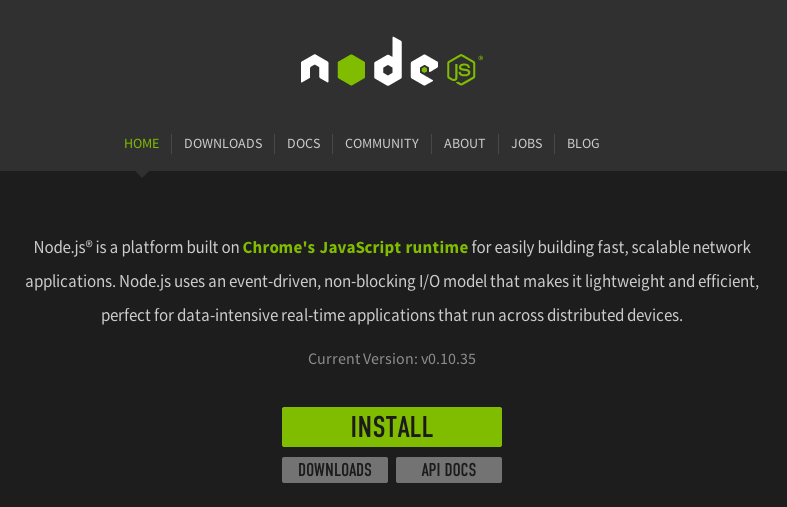 node JS®
HOME DOWNLOADS DOCS COMMUNITY ABOUT JOBS BLOG
Node.js® is a platform built on Chrome's JavaScript runtime for easily building fast, scalable network
applications. Node.js uses an event-driven, non-blocking I/O model that makes it lightweight and efficient,
perfect for data-intensive real-time applications that run across distributed devices.
Current Version: v0.10.35
INSTALL
DOWNLOADS API DOCS